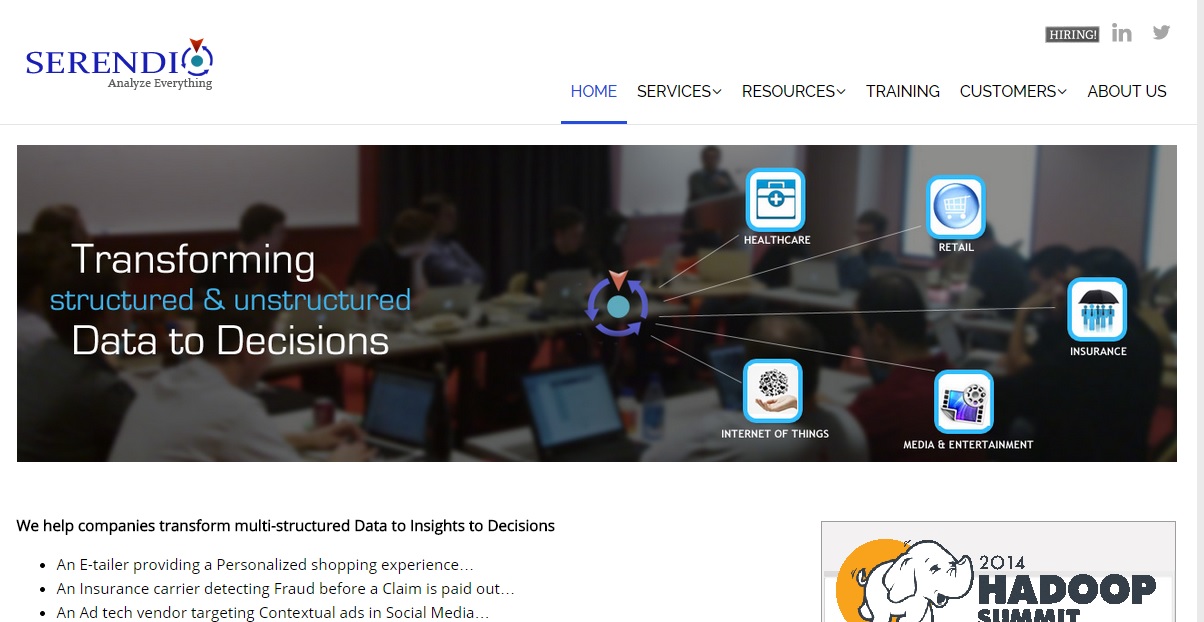 HIRING!
SERENDIO
Analyze Everything
HOME SERVICES RESOURCES TRAINING CUSTOMERS ABOUT US
Transforming
structured & unstructured
Data to Decisions
HEALTHCARE
RETAIL
INSURANCE
INTERNET OF THINGS
MEDIA & ENTERTAINMENT
We help companies transform multi-structured Data to Insights to Decisions
An E-tailer providing a Personalized shopping experience…
An Insurance carrier detecting Fraud before a Claim is paid out…
An Ad tech vendor targeting Contextual ads in Social Media…
2014
HADOOP
SUMMIT